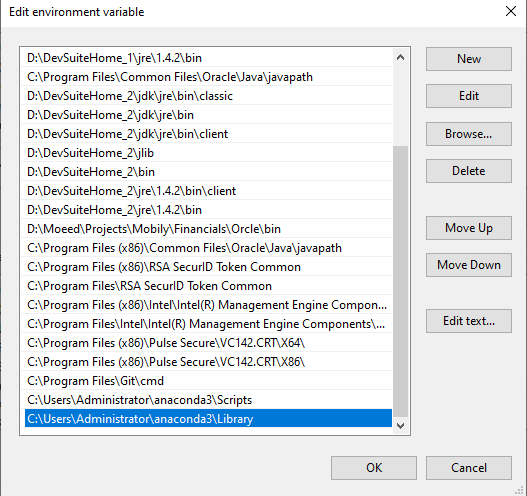 Edit environment variable
D:\DevSuiteHome_1\jre\1.4.2\bin
C:\Program Files\Common Files\Oracle\Java\javapath
D:\DevSuiteHome_2\jdk\jre\bin\classic
D:\DevSuiteHome_2\jdk\jre\bin
D:\DevSuiteHome_2\jdk\jre\bin\client
D:\DevSuiteHome_2\jlib
D:\DevSuiteHome_2\bin
D:\DevSuiteHome_2\jre\1.4.2\bin\client
D:\DevSuiteHome_2\jre\1.4.2\bin
D:\Moeed\Projects\Mobily\Financials\Orcle\bin
C:\Program Files (x86)\Common Files\Oracle\Java\javapath
C:\Program Files (x86)\RSA SecurID Token Common
C:\Program Files\RSA SecurID Token Common
C:\Program Files (x86)\Intel\Intel(R) Management Engine Compon...
C:\Program Files\Intel\Intel(R) Management Engine Components\...
C:\Program Files (x86)\Pulse Secure\VC142.CRT\X64\
C:\Program Files (x86)\Pulse Secure\VC142.CRT\X86\
C:\Program Files\Git\cmd
C:\Users\Administrator\anaconda3\Scripts
C:\Users\Administrator\anaconda3\Library
New
Edit
Browse...
Delete
Move Up
Move Down
Edit text...
OK
Cancel